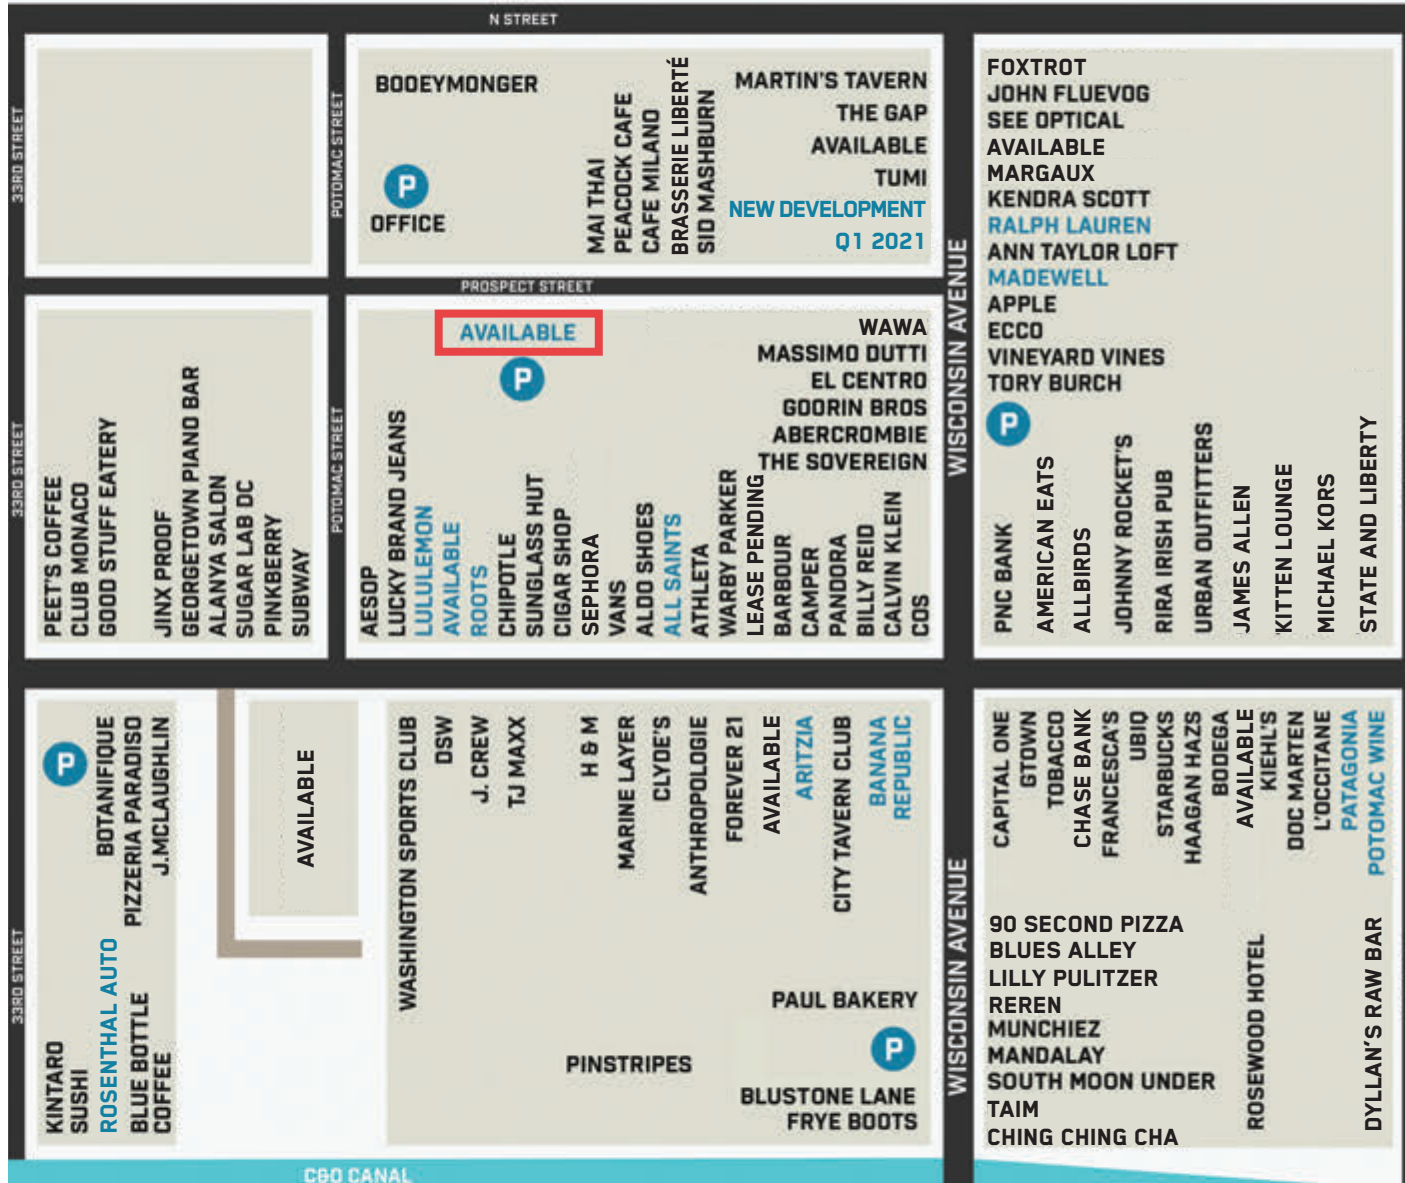 N STREET
33RD STREET
POTOMAC STREET
BOOEYMONGER
P
OFFICE
MAI THAI
PEACOCK CAFE
CAFE MILANO
BRASSERIE LIBERTÉ
SID MASHBURN
MARTIN'S TAVERN
THE GAP
AVAILABLE
TUMI
NEW DEVELOPMENT
Q1 2021
WISCONSIN AVENUE
FOXTROT
JOHN FLUEVOG
SEE OPTICAL
AVAILABLE
MARGAUX
KENDRA SCOTT
RALPH LAUREN
ANN TAYLOR LOFT
MADEWELL
APPLE
ECCO
VINEYARD VINES
TORY BURCH
P
PNC BANK
AMERICAN EATS
ALLBIRDS
JOHNNY ROCKET'S
RIRA IRISH PUB
URBAN OUTFITTERS
JAMES ALLEN
KITTEN LOUNGE
MICHAEL KORS
STATE AND LIBERTY
PROSPECT STREET
33RD STREET
PEET'S COFFEE
CLUB MONACO
GOOD STUFF EATERY
JINX PROOF
GEORGETOWN PIANO BAR
ALANYA SALON
SUGAR LAB DC
PINKBERRY
SUBWAY
POTOMAC STREET
AVAILABLE
P
WAWA
MASSIMO DUTTI
EL CENTRO
GOORIN BROS
ABERCROMBIE
THE SOVEREIGN
AESOP
LUCKY BRAND JEANS
LULULEMON
AVAILABLE
ROOTS
CHIPOTLE
SUNGLASS HUT
CIGAR SHOP
SEPHORA
VANS
ALDO SHOES
ALL SAINTS
ATHLETA
WARBY PARKER
LEASE PENDING
BARBOUR
CAMPER
PANDORA
BILLY REID
CALVIN KLEIN
COS
33RD STREET
P
BOTANIFIQUE
PIZZERIA PARADISO
J.MCLAUGHLIN
KINTARO
SUSHI
ROSENTHAL AUTO
BLUE BOTTLE
COFFEE
AVAILABLE
WASHINGTON SPORTS CLUB
DSW
J. CREW
TJ MAXX
H & M
MARINE LAYER
CLYDE'S
ANTHROPOLOGIE
FOREVER 21
AVAILABLE
ARITZIA
CITY TAVERN CLUB
BANANA
REPUBLIC
PAUL BAKERY
P
PINSTRIPES
BLUSTONE LANE
FRYE BOOTS
WISCONSIN AVENUE
CAPITAL ONE
GTOWN
TOBACCO
CHASE BANK
FRANCESCA'S
UBIQ
STARBUCKS
HAAGAN HAZS
BODEGA
AVAILABLE
KIEHL'S
DOC MARTEN
L'OCCITANE
PATAGONIA
POTOMAC WINE
90 SECOND PIZZA
BLUES ALLEY
LILLY PULITZER
REREN
MUNCHIEZ
MANDALAY
SOUTH MOON UNDER
TAIM
CHING CHING CHA
ROSEWOOD HOTEL
DYLLAN'S RAW BAR
C&O CANAL